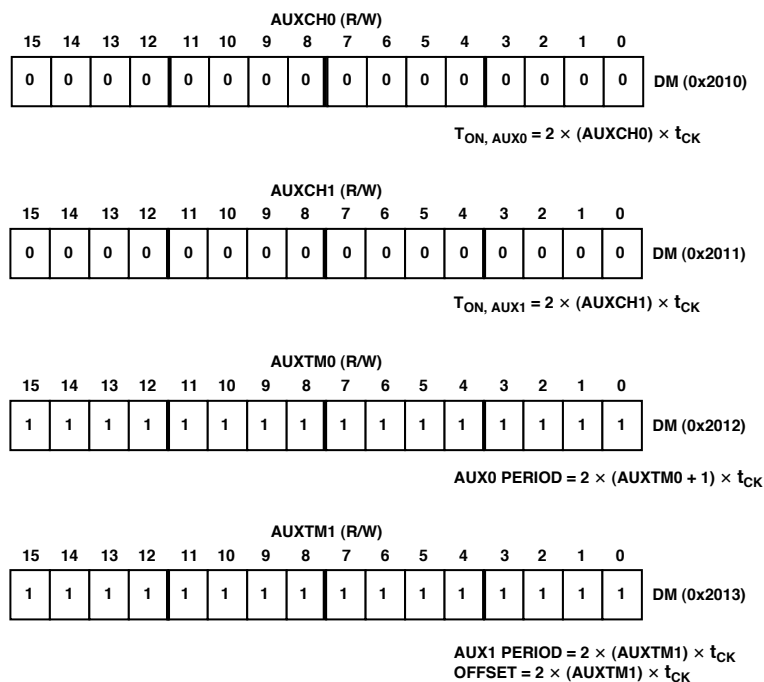 AUXCH0 (R/W)
15 14 13 12 11 10 9 8 7 6 5 4 3 2 1 0
0 0 0 0 0 0 0 0 0 0 0 0 0 0 0 0 DM (0x2010)
T_ON, AUX0 = 2 × (AUXCH0) × t_CK
AUXCH1 (R/W)
15 14 13 12 11 10 9 8 7 6 5 4 3 2 1 0
0 0 0 0 0 0 0 0 0 0 0 0 0 0 0 0 DM (0x2011)
T_ON, AUX1 = 2 × (AUXCH1) × t_CK
AUXTM0 (R/W)
15 14 13 12 11 10 9 8 7 6 5 4 3 2 1 0
1 1 1 1 1 1 1 1 1 1 1 1 1 1 1 1 DM (0x2012)
AUX0 PERIOD = 2 × (AUXTM0 + 1) × t_CK
AUXTM1 (R/W)
15 14 13 12 11 10 9 8 7 6 5 4 3 2 1 0
1 1 1 1 1 1 1 1 1 1 1 1 1 1 1 1 DM (0x2013)
AUX1 PERIOD = 2 × (AUXTM1) × t_CK
OFFSET = 2 × (AUXTM1) × t_CK